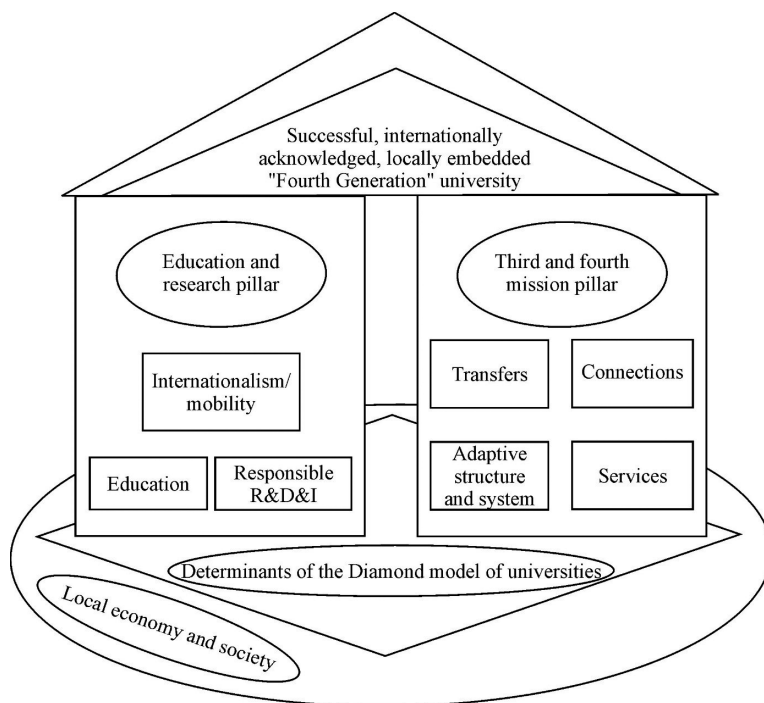 Successful, internationally
acknowledged, locally embedded
"Fourth Generation" university
Education and
research pillar
Internationalism/
mobility
Education
Responsible
R&D&I
Third and fourth
mission pillar
Transfers
Connections
Adaptive
structure
and system
Services
Determinants of the Diamond model of universities
Local economy and society